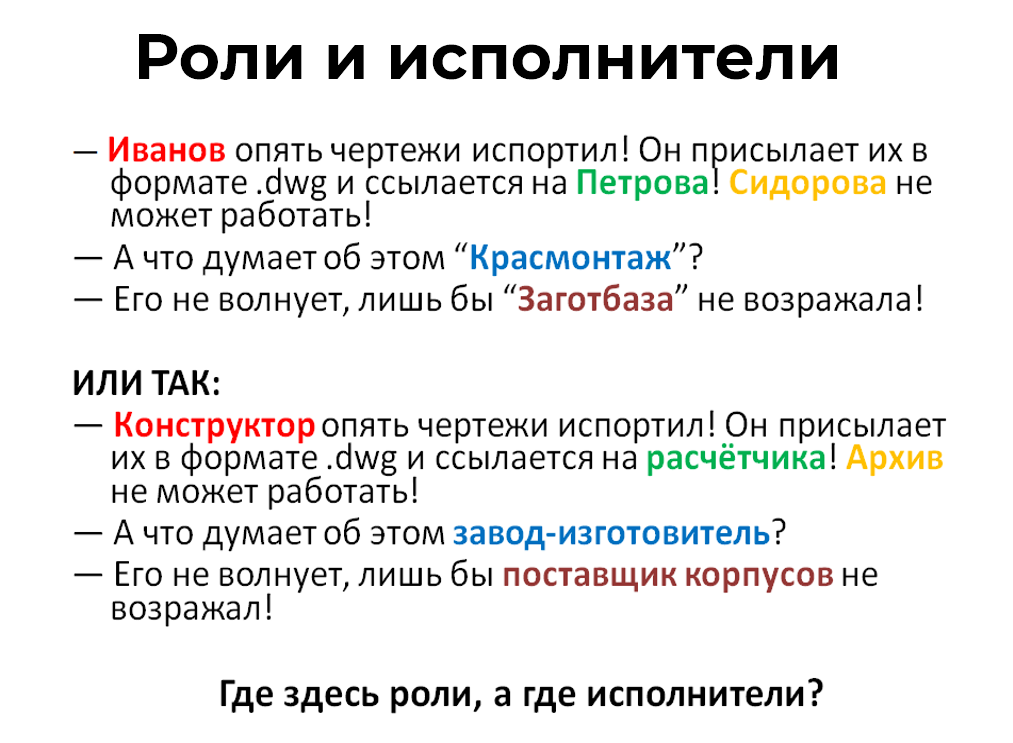 Роли и исполнители
— Иванов опять чертежи испортил! Он присылает их в
формате .dwg и ссылается на Петрова! Сидорова не
может работать!
— А что думает об этом “Красмонтаж”?
— Его не волнует, лишь бы “Заготбаза” не возражала!
ИЛИ ТАК:
— Конструктор опять чертежи испортил! Он присылает
их в формате .dwg и ссылается на расчётчика! Архив
не может работать!
— А что думает об этом завод-изготовитель?
— Его не волнует, лишь бы поставщик корпусов не
возражал!
Где здесь роли, а где исполнители?